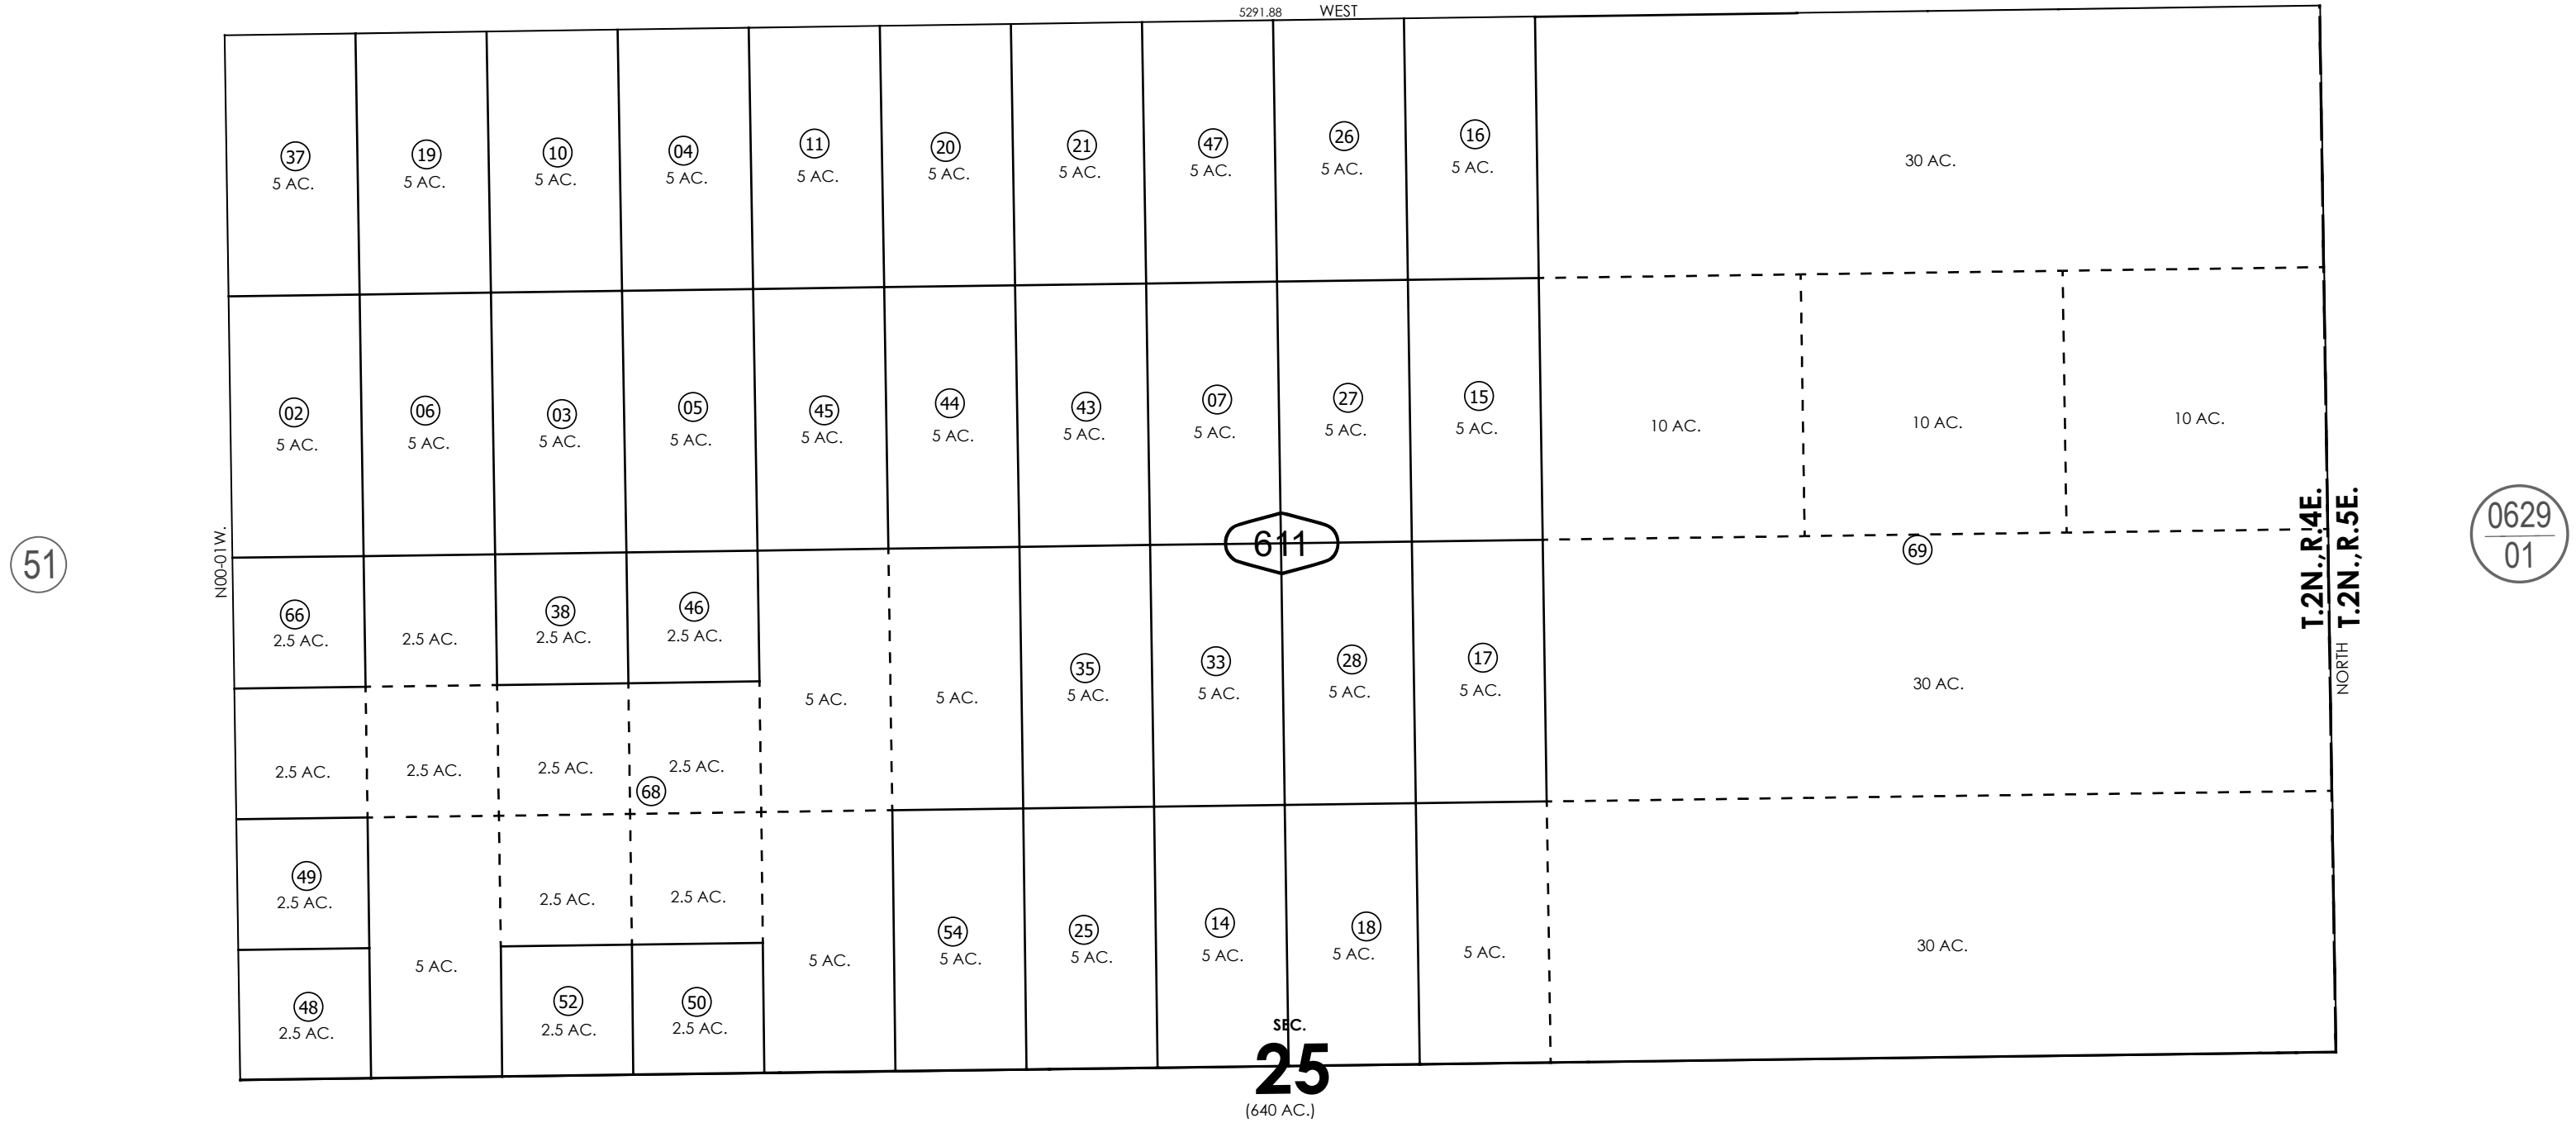 5291.88 WEST
37 19 10 04 11 20 21 47 26 16
5 AC. 5 AC. 5 AC. 5 AC. 5 AC. 5 AC. 5 AC. 5 AC. 5 AC. 5 AC. 30 AC.
02 06 03 05 45 44 43 07 27 15
5 AC. 5 AC. 5 AC. 5 AC. 5 AC. 5 AC. 5 AC. 5 AC. 5 AC. 5 AC. 10 AC. 10 AC. 10 AC.
51
N00-01W.
611
69
T.2N.,R.4E.
T.2N.,R.5E.
NORTH
0629
01
66 38 46
2.5 AC. 2.5 AC. 2.5 AC. 2.5 AC.
35 33 28 17
5 AC. 5 AC. 5 AC. 5 AC. 5 AC. 5 AC. 30 AC.
2.5 AC. 2.5 AC. 2.5 AC. 2.5 AC.
68
49
2.5 AC. 2.5 AC. 2.5 AC.
54 25 14 18
5 AC. 5 AC. 5 AC. 5 AC. 5 AC. 5 AC. 5 AC. 30 AC.
48 52 50
2.5 AC. 2.5 AC. 2.5 AC.
SEC.
25
(640 AC.)